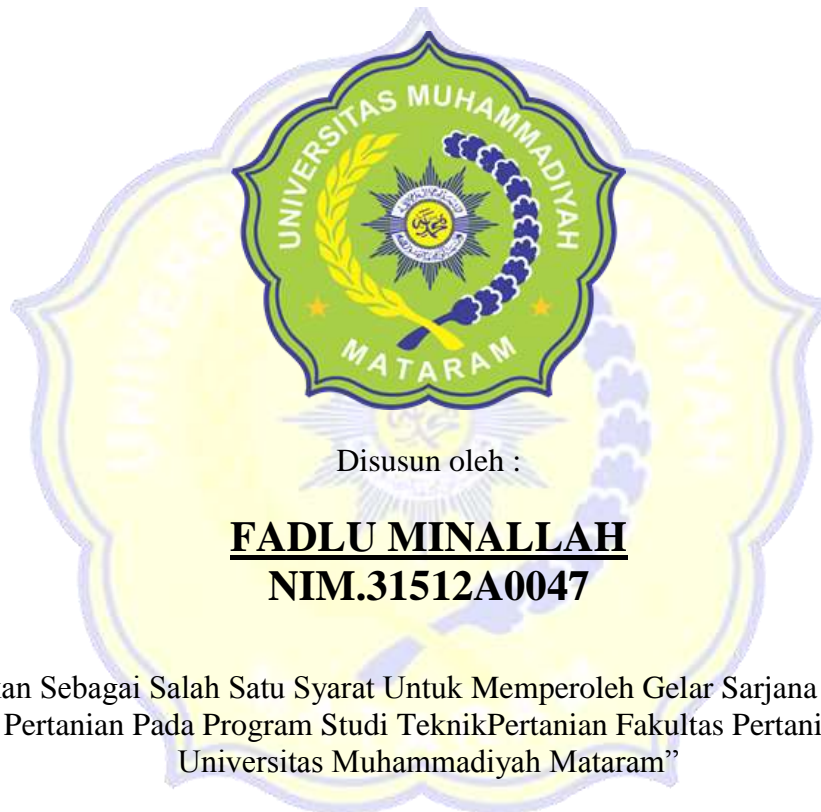 UNIVERSITAS MUHAMMADIYAH
MATARAM
Disusun oleh :
FADLU MINALLAH
NIM.31512A0047
kan Sebagai Salah Satu Syarat Untuk Memperoleh Gelar Sarjana
Pertanian Pada Program Studi TeknikPertanian Fakultas Pertani
Universitas Muhammadiyah Mataram”